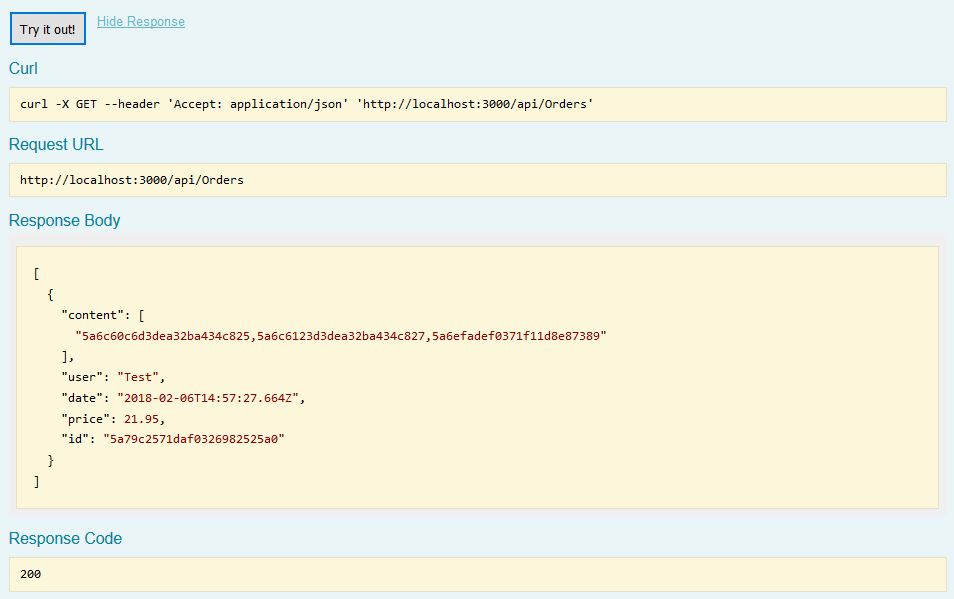 Try it out! Hide Response
Curl
curl -X GET --header 'Accept: application/json' 'http://localhost:3000/api/Orders'
Request URL
http://localhost:3000/api/Orders
Response Body
[
  {
    "content": [
      "5a6c60c6d3dea32ba434c825,5a6c6123d3dea32ba434c827,5a6efadef0371f11d8e87389"
    ],
    "user": "Test",
    "date": "2018-02-06T14:57:27.664Z",
    "price": 21.95,
    "id": "5a79c2571daf0326982525a0"
  }
]
Response Code
200